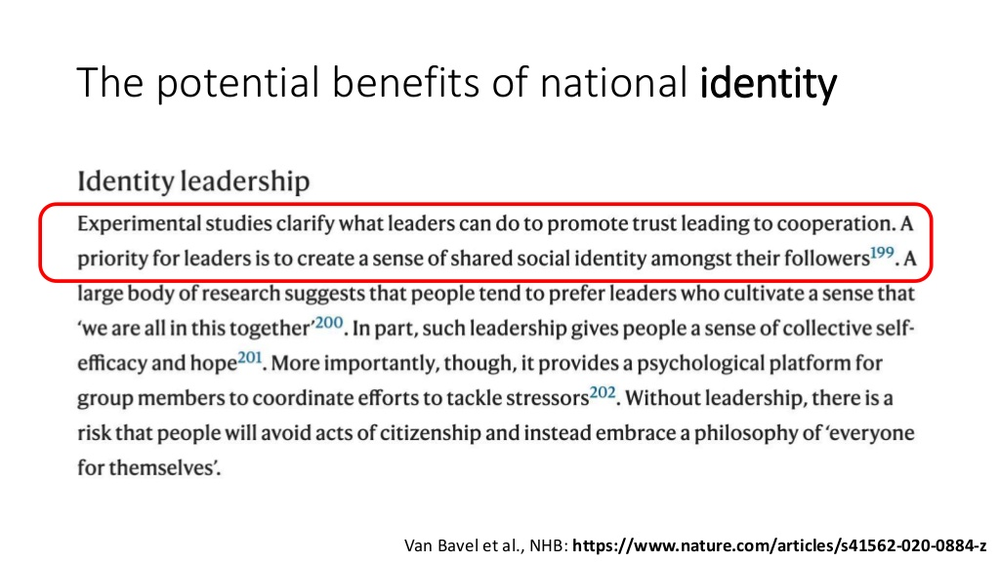 The potential benefits of national identity
Identity leadership
Experimental studies clarify what leaders can do to promote trust leading to cooperation. A
priority for leaders is to create a sense of shared social identity amongst their followers199. A
large body of research suggests that people tend to prefer leaders who cultivate a sense that
‘we are all in this together’200. In part, such leadership gives people a sense of collective self-
efficacy and hope201. More importantly, though, it provides a psychological platform for
group members to coordinate efforts to tackle stressors202. Without leadership, there is a
risk that people will avoid acts of citizenship and instead embrace a philosophy of ‘everyone
for themselves’.
Van Bavel et al., NHB: https://www.nature.com/articles/s41562-020-0884-z